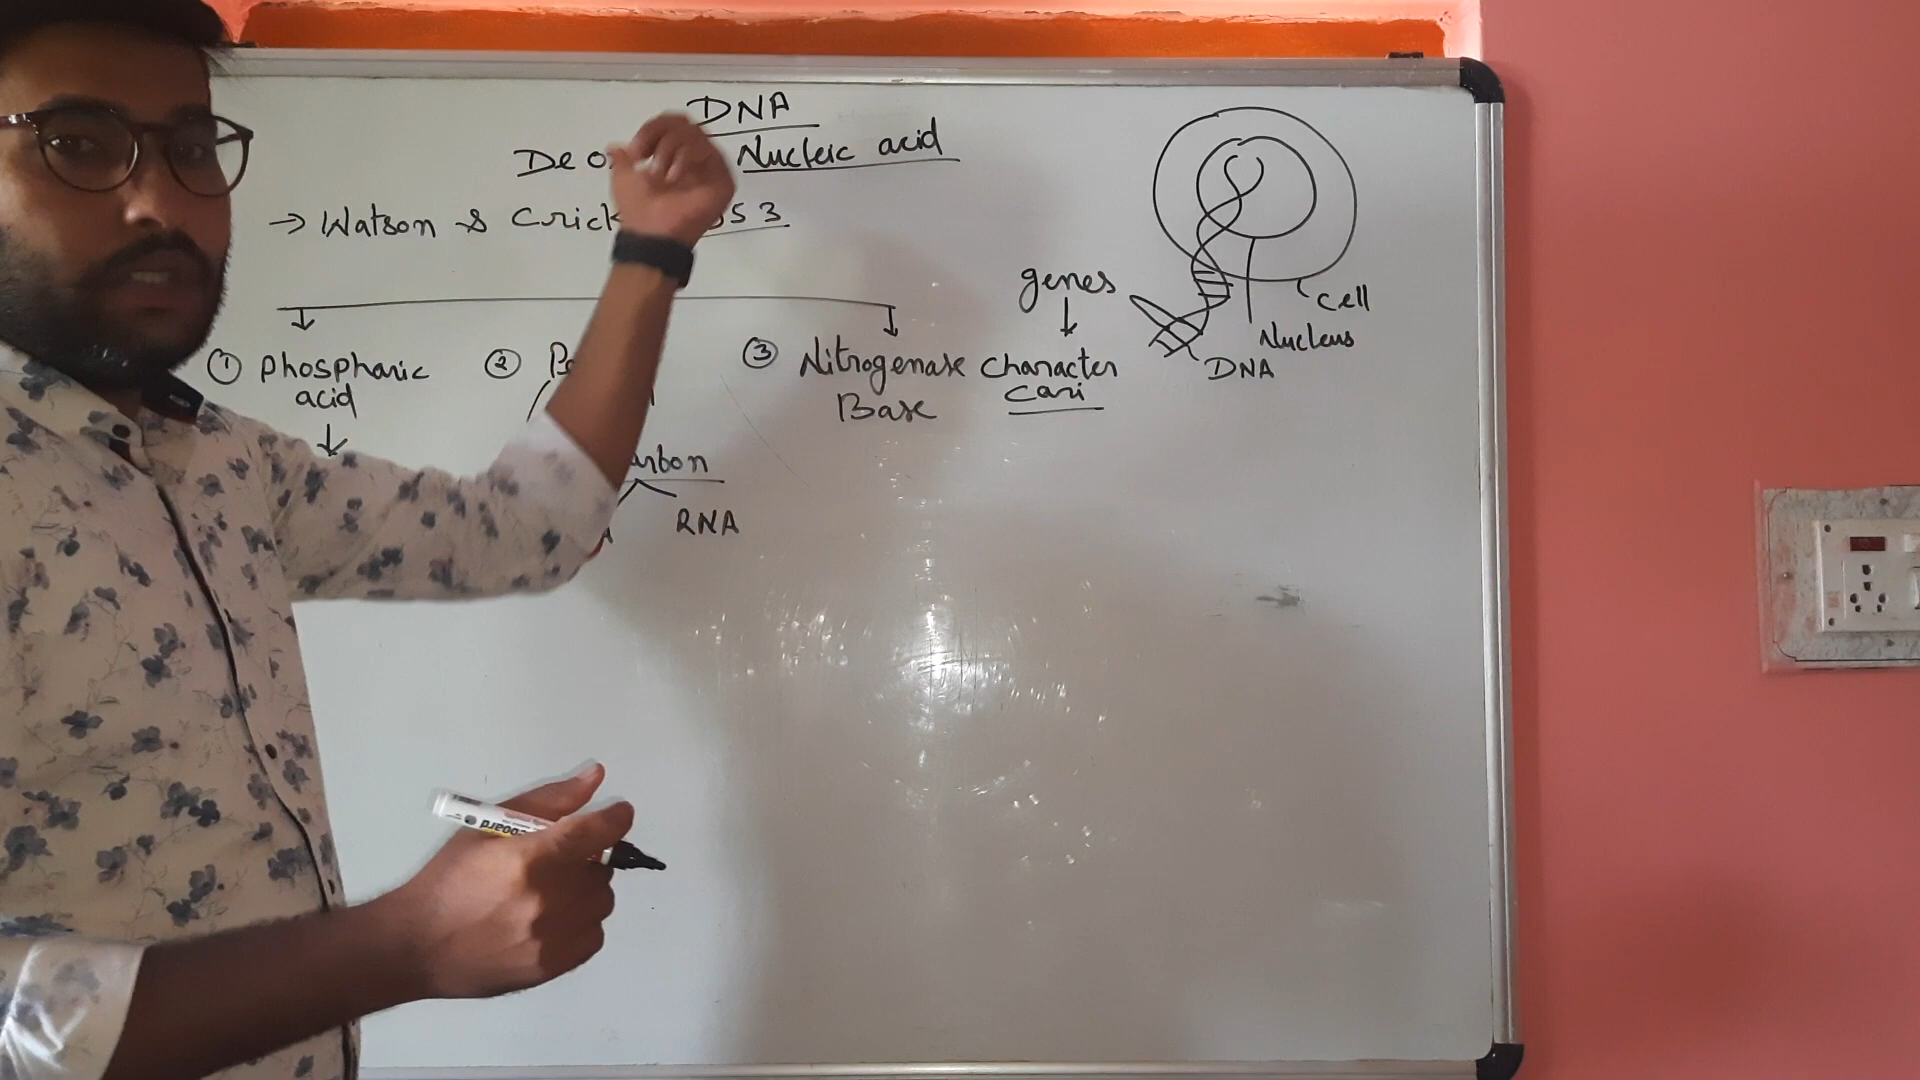 DNA
De Nucleic acid
→ Watson & Crick 53
① phosphoric acid
② 
③ Nitrogenase Base
genes
↓
Character
Cari
cell
Nucleus
DNA
RNA